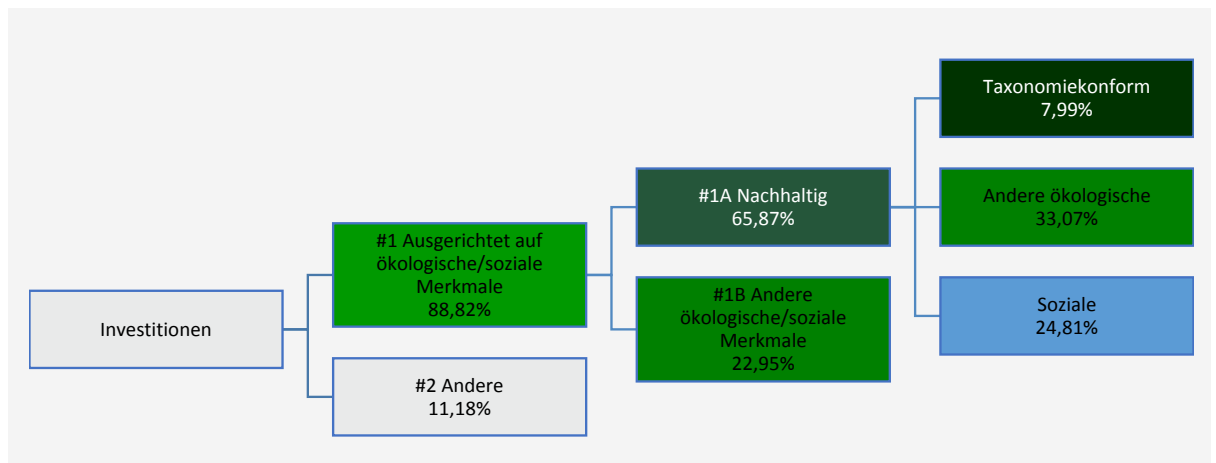 Investitionen
#1 Ausgerichtet auf
ökologische/soziale
Merkmale
88,82%
#2 Andere
11,18%
#1A Nachhaltig
65,87%
#1B Andere
ökologische/soziale
Merkmale
22,95%
Taxonomiekonform
7,99%
Andere ökologische
33,07%
Soziale
24,81%